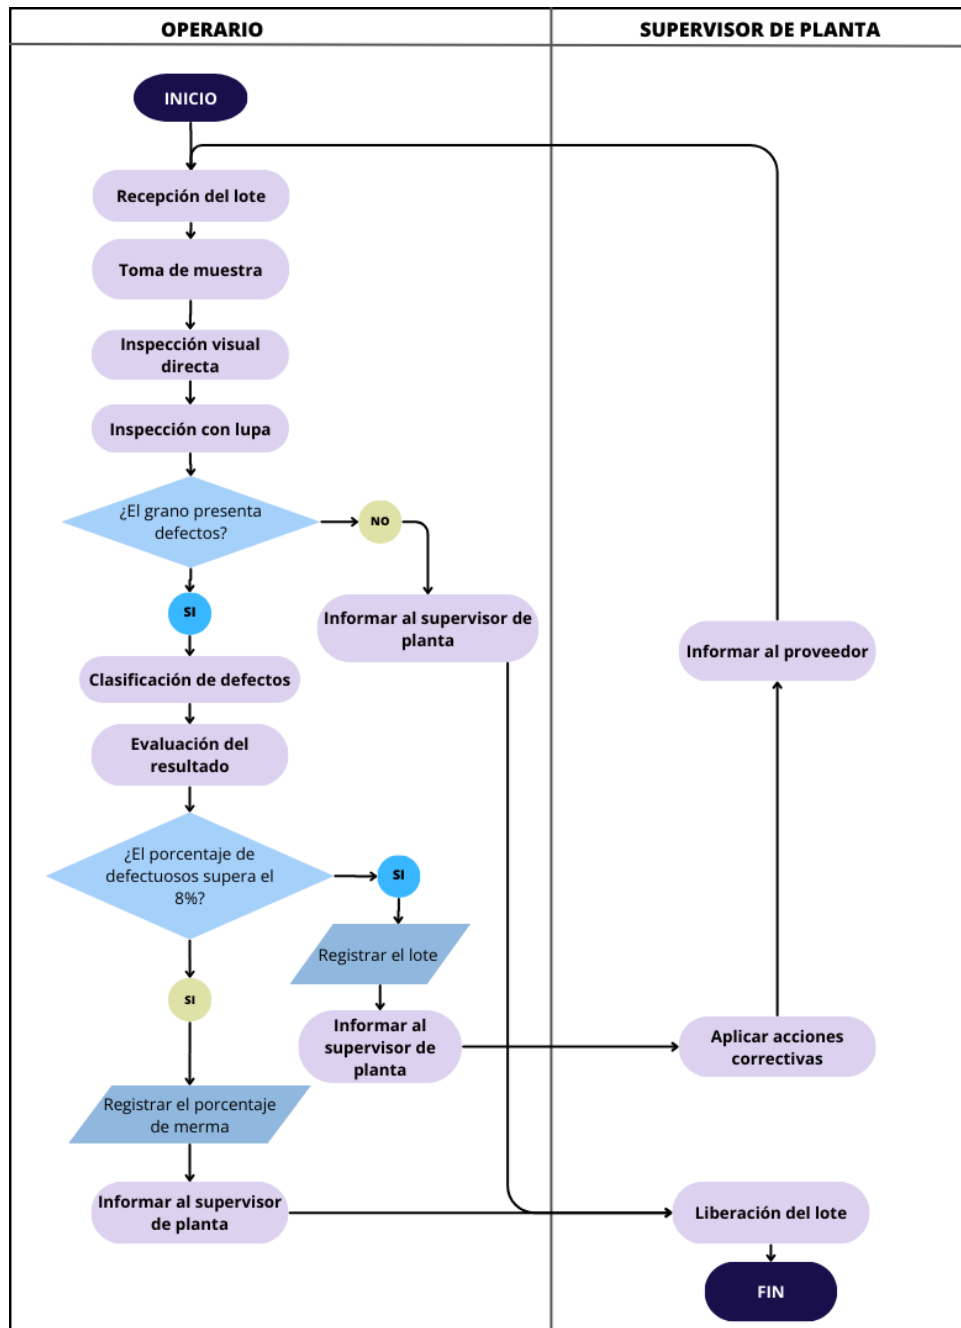 OPERARIO
SUPERVISOR DE PLANTA
INICIO
Recepción del lote
Toma de muestra
Inspección visual
directa
Inspección con lupa
¿El grano presenta
defectos?
NO
SI
Informar al supervisor de
planta
Informar al proveedor
Clasificación de defectos
Evaluación del
resultado
¿El porcentaje de
defectuosos supera el
8%?
SI
Registrar el lote
SI
Informar al
supervisor de
planta
Aplicar acciones
correctivas
Registrar el porcentaje
de merma
Informar al supervisor
de planta
Liberación del lote
FIN